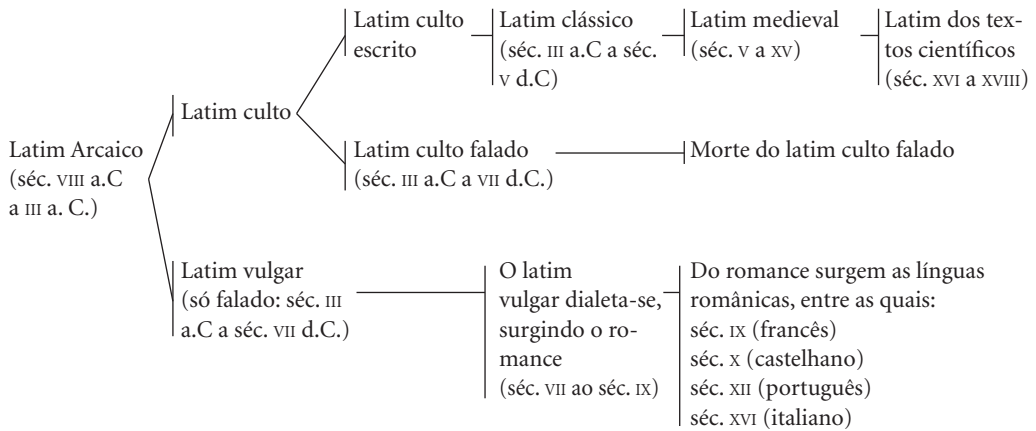 Latim culto
escrito
Latim clássico
(séc. III a.C a séc.
V d.C)
Latim medieval
(séc. V a XV)
Latim dos tex-
tos científicos
(séc. XVI a XVIII)
Latim culto
Latim Arcaico
(séc. VIII a.C
a III a. C.)
Latim culto falado
(séc. III a.C a VII d.C.)
Morte do latim culto falado
Latim vulgar
(só falado: séc. III
a.C a séc. VII d.C.)
O latim
vulgar dialeta-se,
surgindo o ro-
mance
(séc. VII ao séc. IX)
Do romance surgem as línguas
românicas, entre as quais:
séc. IX (francês)
séc. X (castelhano)
séc. XII (português)
séc. XVI (italiano)